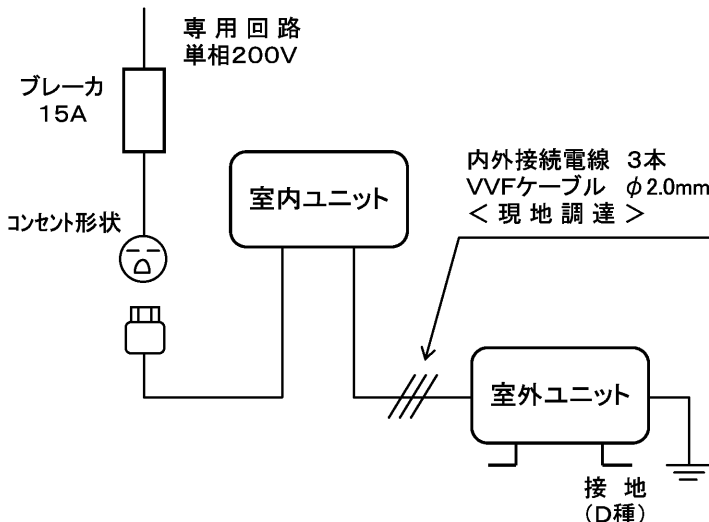 専用回路
単相200V
ブレーカ
15A
コンセント形状
室内ユニット
内外接続電線 3本
VVFケーブル φ2.0mm
<現地調達>
室外ユニット
接地
(D種)